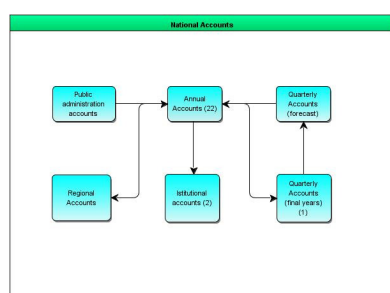 National Accounts
Public
administration
accounts
Annual
Accounts (22)
Quarterly
Accounts
(forecast)
Regional
Accounts
Istitutional
accounts (2)
Quarterly
Accounts
(final years)
(1)